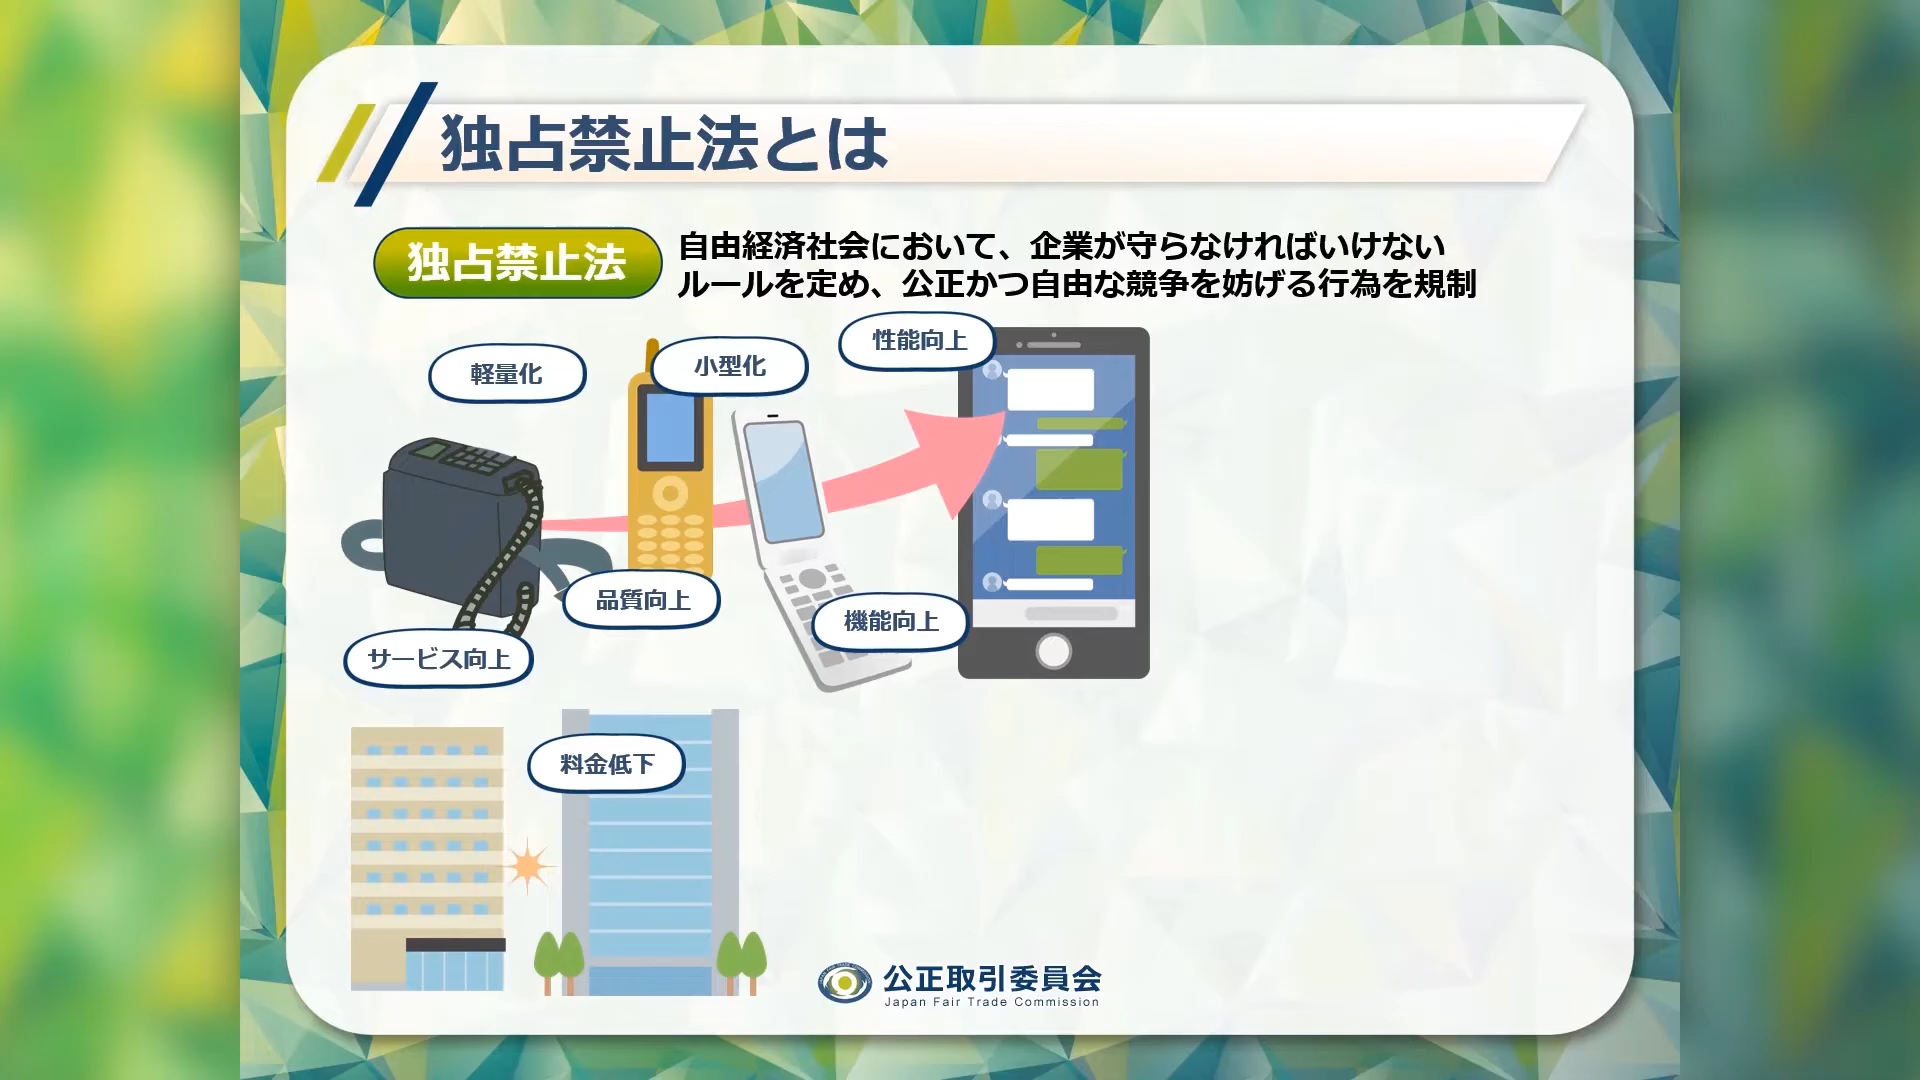 独占禁止法とは
独占禁止法
自由経済社会において、企業が守らなければいけない
ルールを定め、公正かつ自由な競争を妨げる行為を規制
軽量化
小型化
性能向上
品質向上
機能向上
サービス向上
料金低下
公正取引委員会
Japan Fair Trade Commission